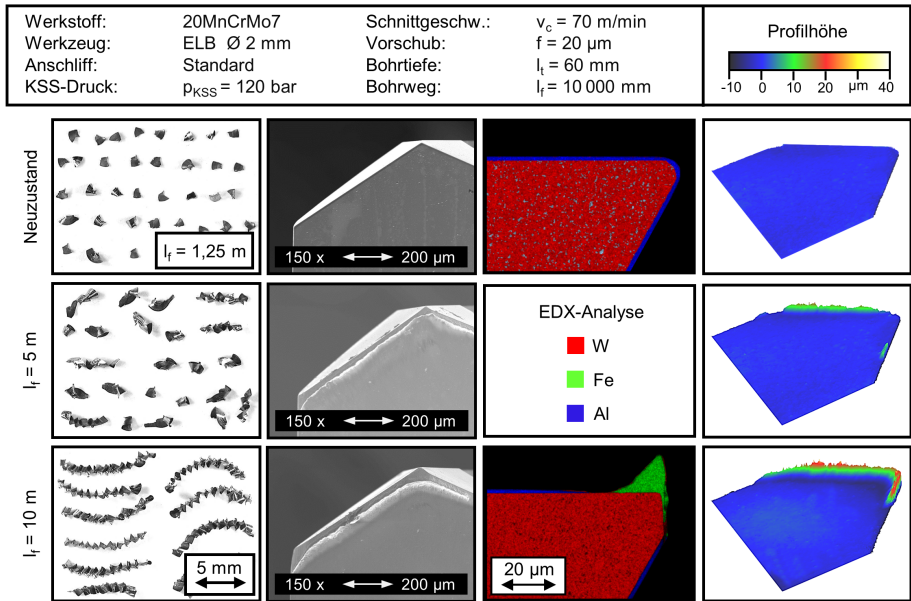 Werkstoff: 20MnCrMo7 Schnittgeschw.: v_c = 70 m/min
Werkzeug: ELB Ø 2 mm Vorschub: f = 20 µm
Anschliff: Standard Bohrtiefe: l_t = 60 mm
KSS-Druck: p_KSS = 120 bar Bohrweg: l_f = 10 000 mm
Profilhöhe
-10 0 10 20 µm 40
Neuzustand
l_f = 1,25 m
150 x 200 µm
l_f = 5 m
150 x 200 µm
EDX-Analyse
W
Fe
Al
l_f = 10 m
5 mm
150 x 200 µm
20 µm